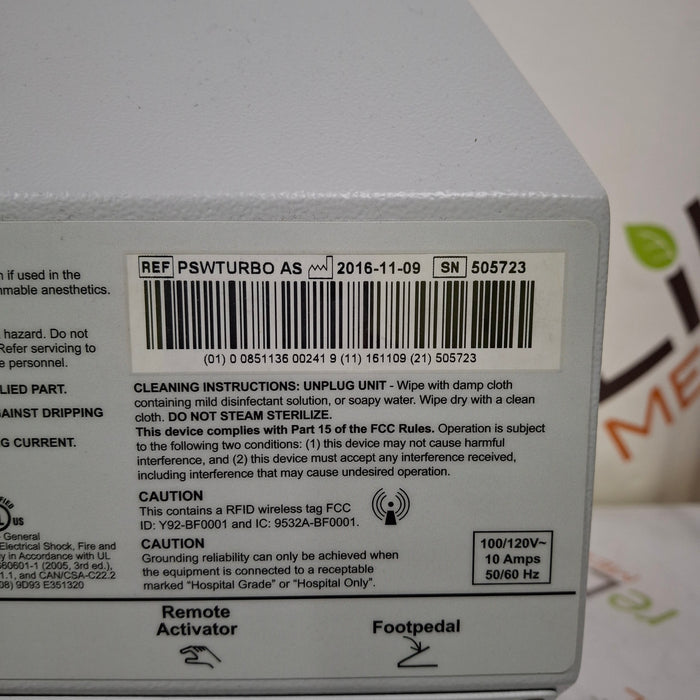 REF PSWTURBO AS 2016-11-09 SN 505723
(01) 0 0851136 00241 9 (11) 161109 (21) 505723
if used in the
mmable anesthetics.
hazard. Do not
Refer servicing to
personnel.
LIED PART.
GAINST DRIPPING
G CURRENT.
US
General
Electrical Shock, Fire and
in Accordance with UL
60601-1 (2005, 3rd ed.),
1.1, and CAN/CSA-C22.2
08) 9D93 E351320
CLEANING INSTRUCTIONS: UNPLUG UNIT - Wipe with damp cloth
containing mild disinfectant solution, or soapy water. Wipe dry with a clean
cloth. DO NOT STEAM STERILIZE.
This device complies with Part 15 of the FCC Rules. Operation is subject
to the following two conditions: (1) this device may not cause harmful
interference, and (2) this device must accept any interference received,
including interference that may cause undesired operation.
CAUTION
This contains a RFID wireless tag FCC
ID: Y92-BF0001 and IC: 9532A-BF0001.
CAUTION
Grounding reliability can only be achieved when
the equipment is connected to a receptacle
marked "Hospital Grade" or "Hospital Only".
100/120V~
10 Amps
50/60 Hz
Remote
Activator
Footpedal
ME
re